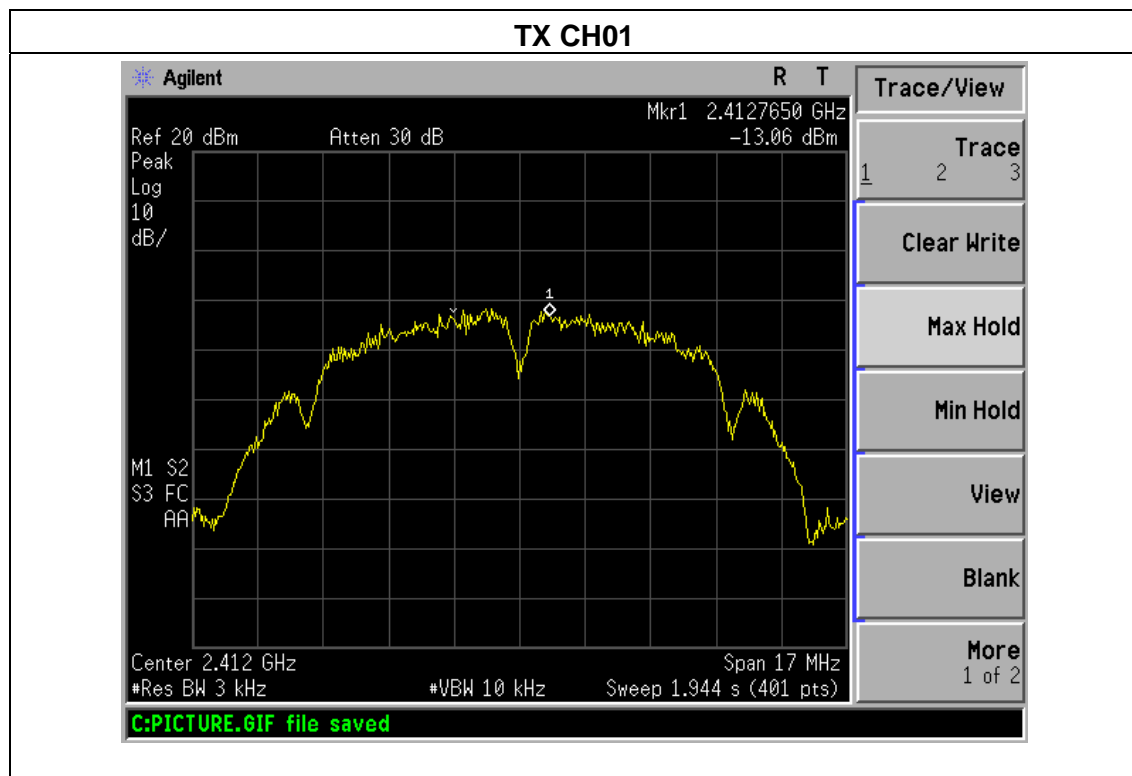 TX CH01
Agilent
R T
Mkr1 2.4127650 GHz
Ref 20 dBm Atten 30 dB -13.06 dBm
Peak
Log
10
dB/
1
M1 S2
S3 FC
AA
Center 2.412 GHz Span 17 MHz
#Res BW 3 kHz #VBW 10 kHz Sweep 1.944 s (401 pts)
C:PICTURE.GIF file saved
Trace/View
Trace
1 2 3
Clear Write
Max Hold
Min Hold
View
Blank
More
1 of 2